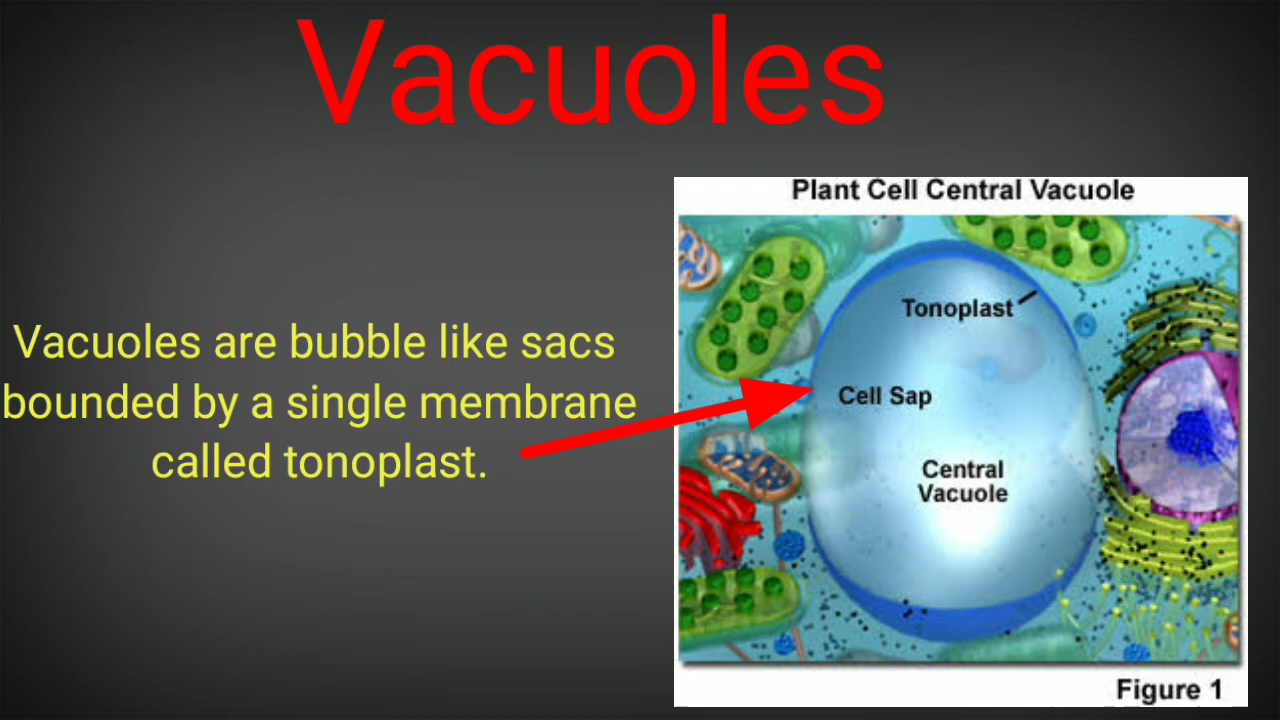 Vacuoles
Vacuoles are bubble like sacs
bounded by a single membrane
called tonoplast.
Plant Cell Central Vacuole
Tonoplast
Cell Sap
Central
Vacuole
Figure 1